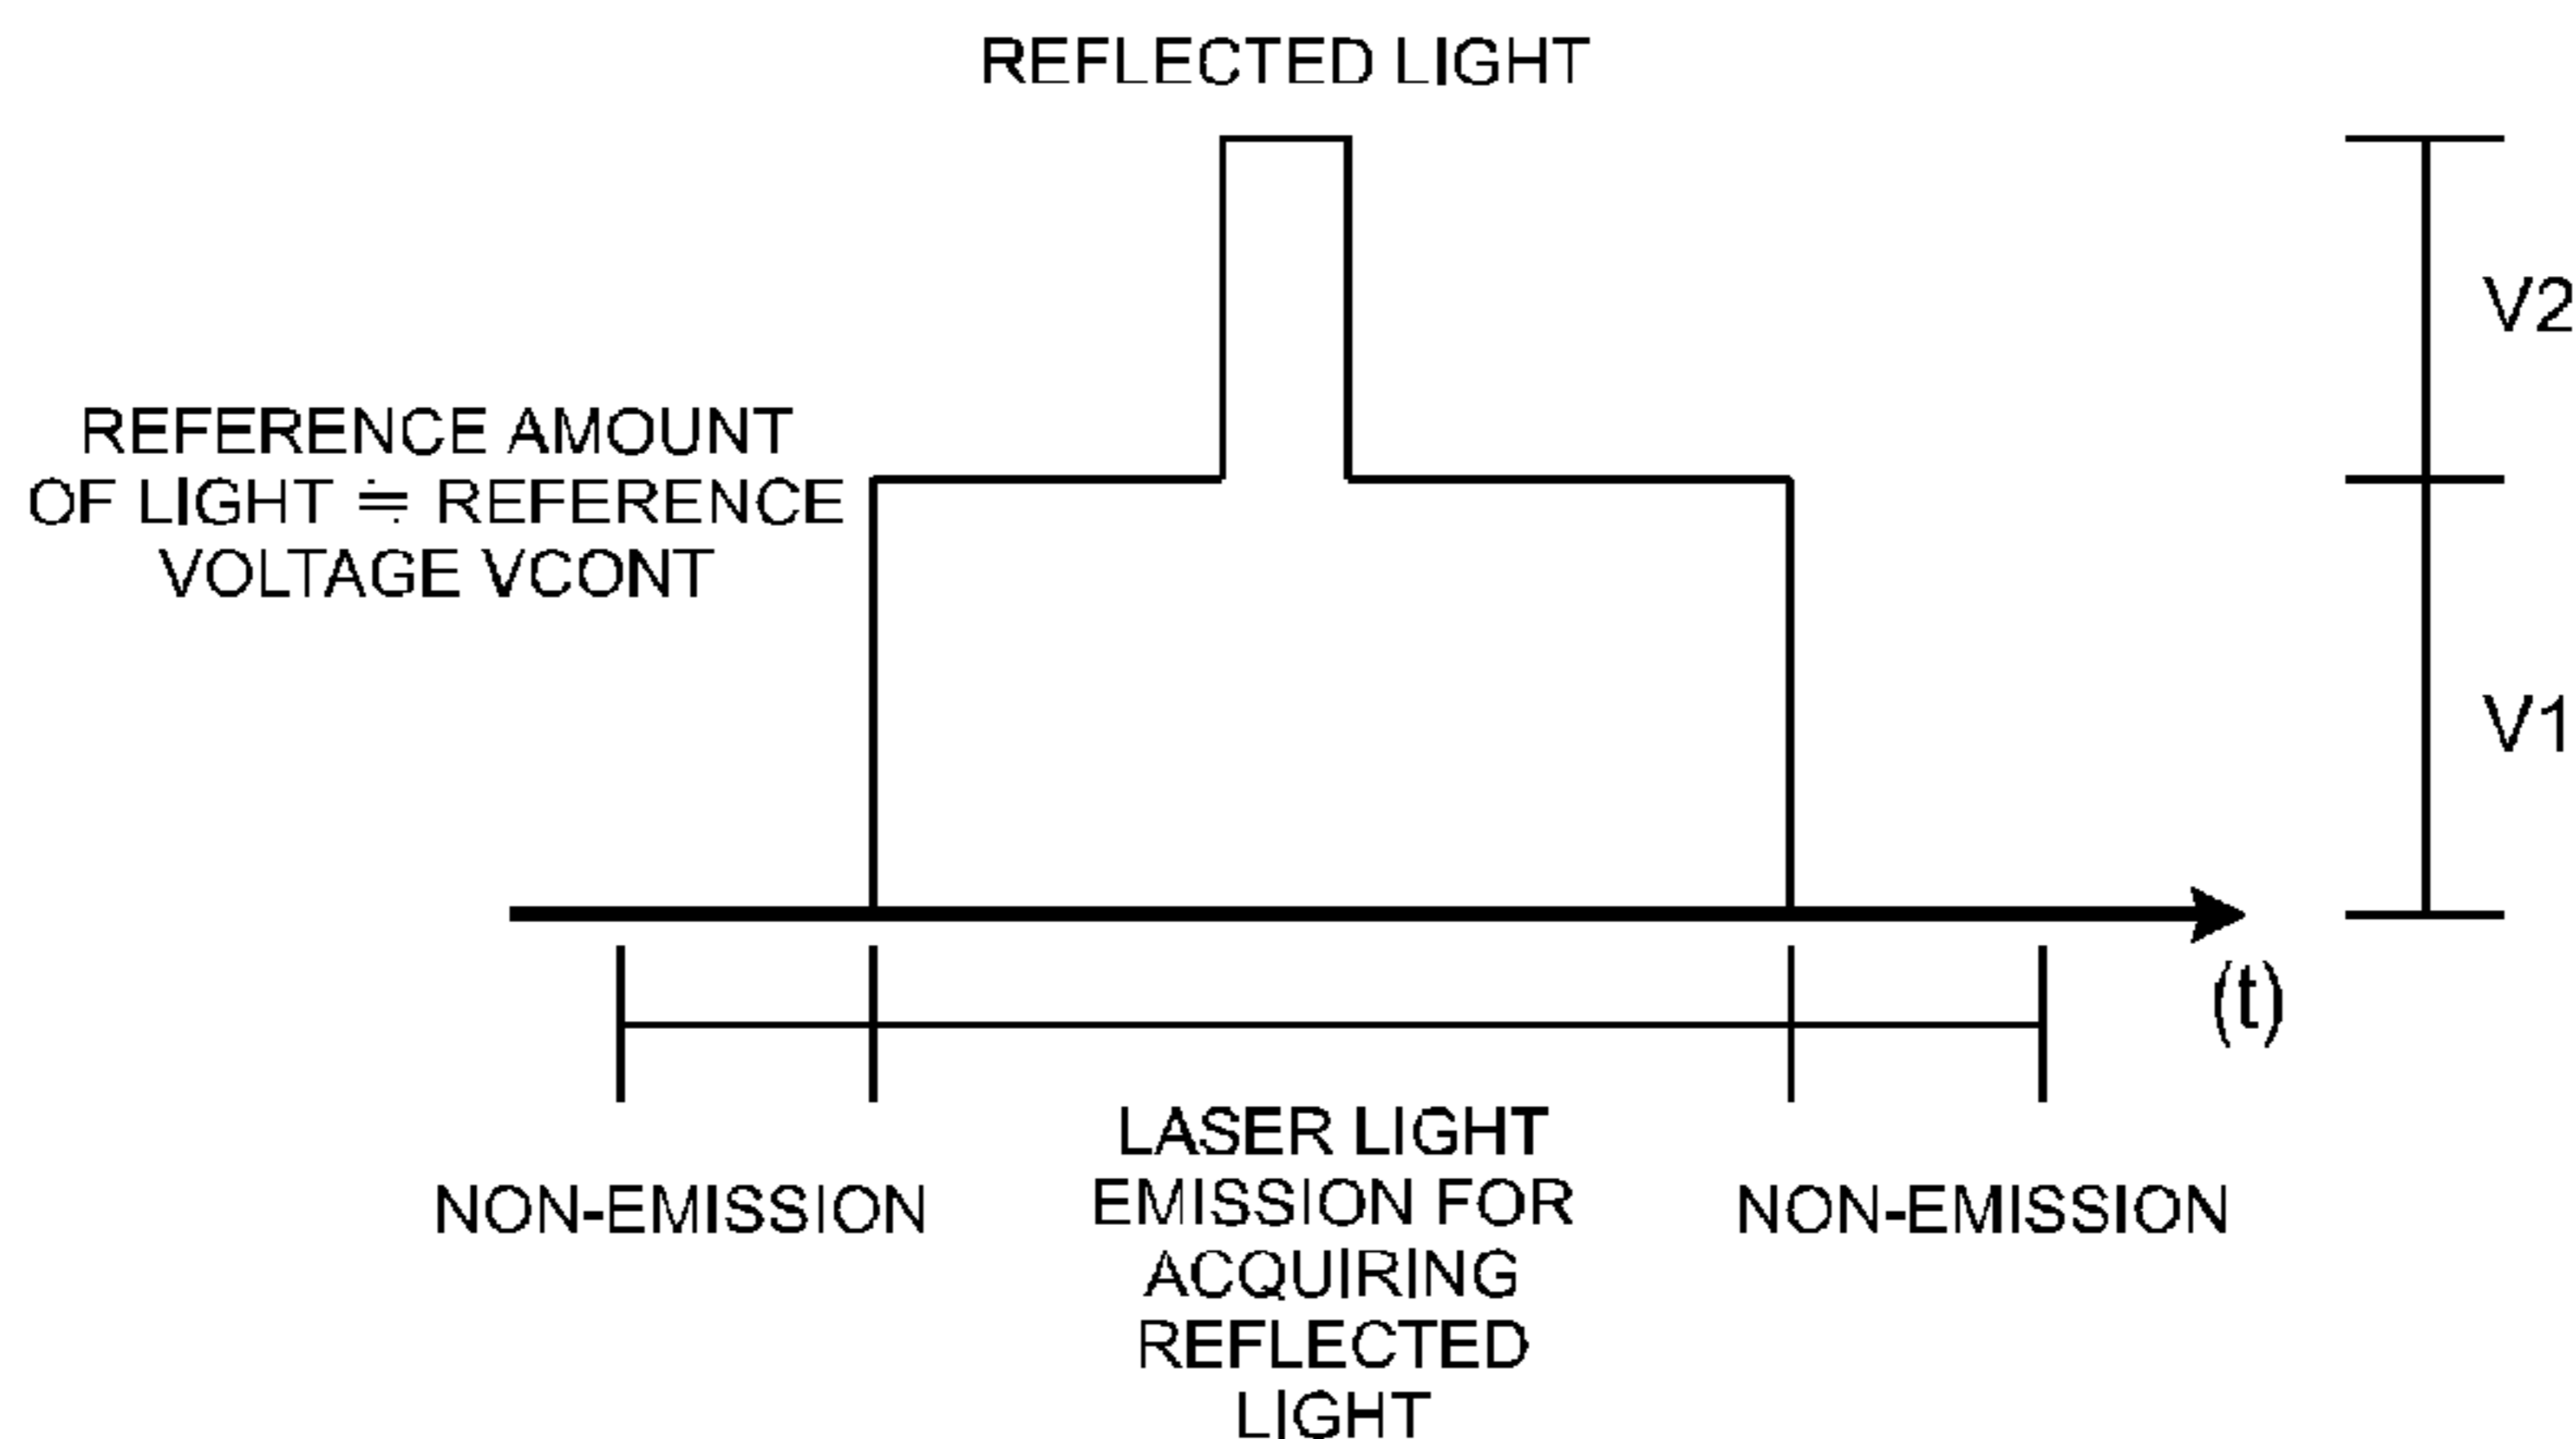 REFLECTED LIGHT
V2
REFERENCE AMOUNT
OF LIGHT ≒ REFERENCE
VOLTAGE VCONT
V1
(t)
NON-EMISSION
LASER LIGHT
EMISSION FOR
ACQUIRING
REFLECTED
LIGHT
NON-EMISSION